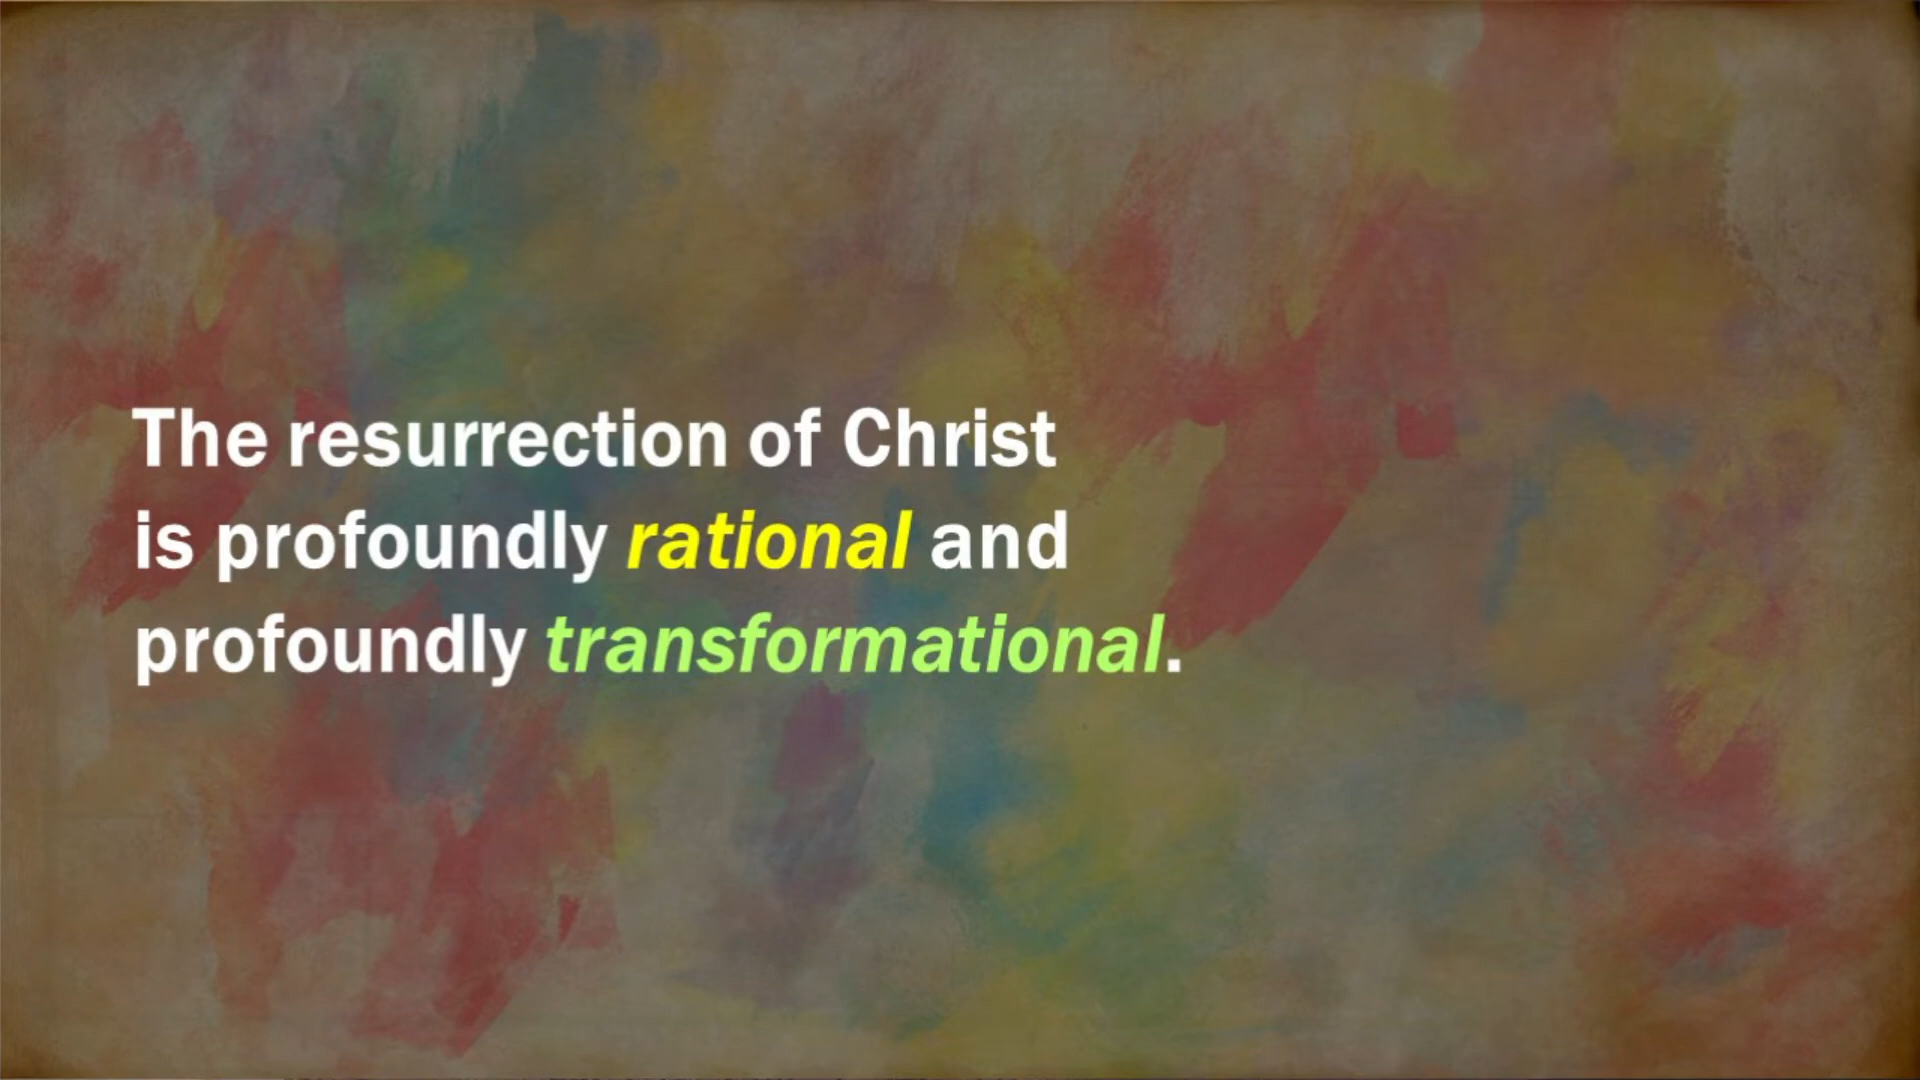 The resurrection of Christ
is profoundly rational and
profoundly transformational.